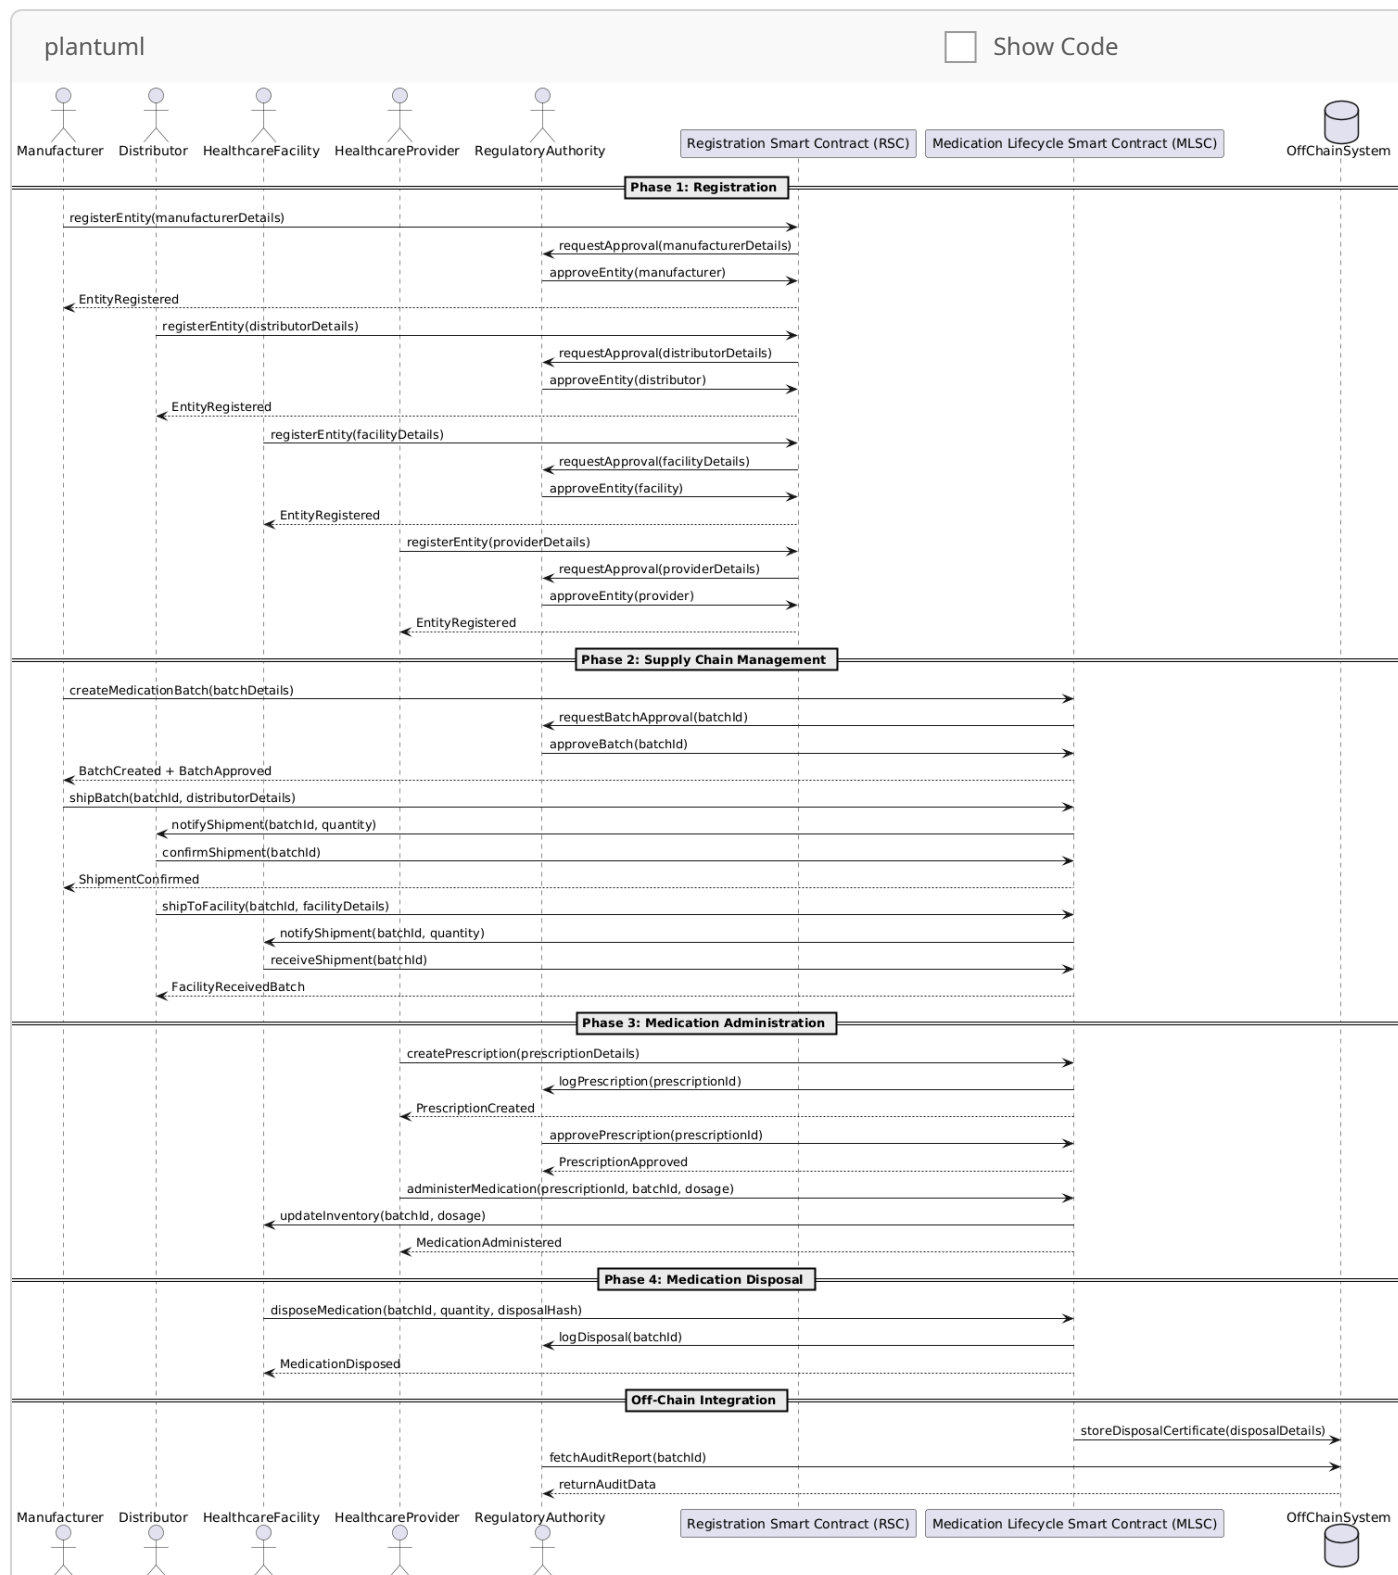 plantuml
Show Code
Manufacturer
Distributor
HealthcareFacility
HealthcareProvider
RegulatoryAuthority
Registration Smart Contract (RSC)
Medication Lifecycle Smart Contract (MLSC)
OffChainSystem
Phase 1: Registration
registerEntity(manufacturerDetails)
requestApproval(manufacturerDetails)
approveEntity(manufacturer)
EntityRegistered
registerEntity(distributorDetails)
requestApproval(distributorDetails)
approveEntity(distributor)
EntityRegistered
registerEntity(facilityDetails)
requestApproval(facilityDetails)
approveEntity(facility)
EntityRegistered
registerEntity(providerDetails)
requestApproval(providerDetails)
approveEntity(provider)
EntityRegistered
Phase 2: Supply Chain Management
createMedicationBatch(batchDetails)
requestBatchApproval(batchId)
approveBatch(batchId)
BatchCreated + BatchApproved
shipBatch(batchId, distributorDetails)
notifyShipment(batchId, quantity)
confirmShipment(batchId)
ShipmentConfirmed
shipToFacility(batchId, facilityDetails)
notifyShipment(batchId, quantity)
receiveShipment(batchId)
FacilityReceivedBatch
Phase 3: Medication Administration
createPrescription(prescriptionDetails)
logPrescription(prescriptionId)
PrescriptionCreated
approvePrescription(prescriptionId)
PrescriptionApproved
administerMedication(prescriptionId, batchId, dosage)
updateInventory(batchId, dosage)
MedicationAdministered
Phase 4: Medication Disposal
disposeMedication(batchId, quantity, disposalHash)
logDisposal(batchId)
MedicationDisposed
Off-Chain Integration
storeDisposalCertificate(disposalDetails)
fetchAuditReport(batchId)
returnAuditData
Manufacturer
Distributor
HealthcareFacility
HealthcareProvider
RegulatoryAuthority
Registration Smart Contract (RSC)
Medication Lifecycle Smart Contract (MLSC)
OffChainSystem